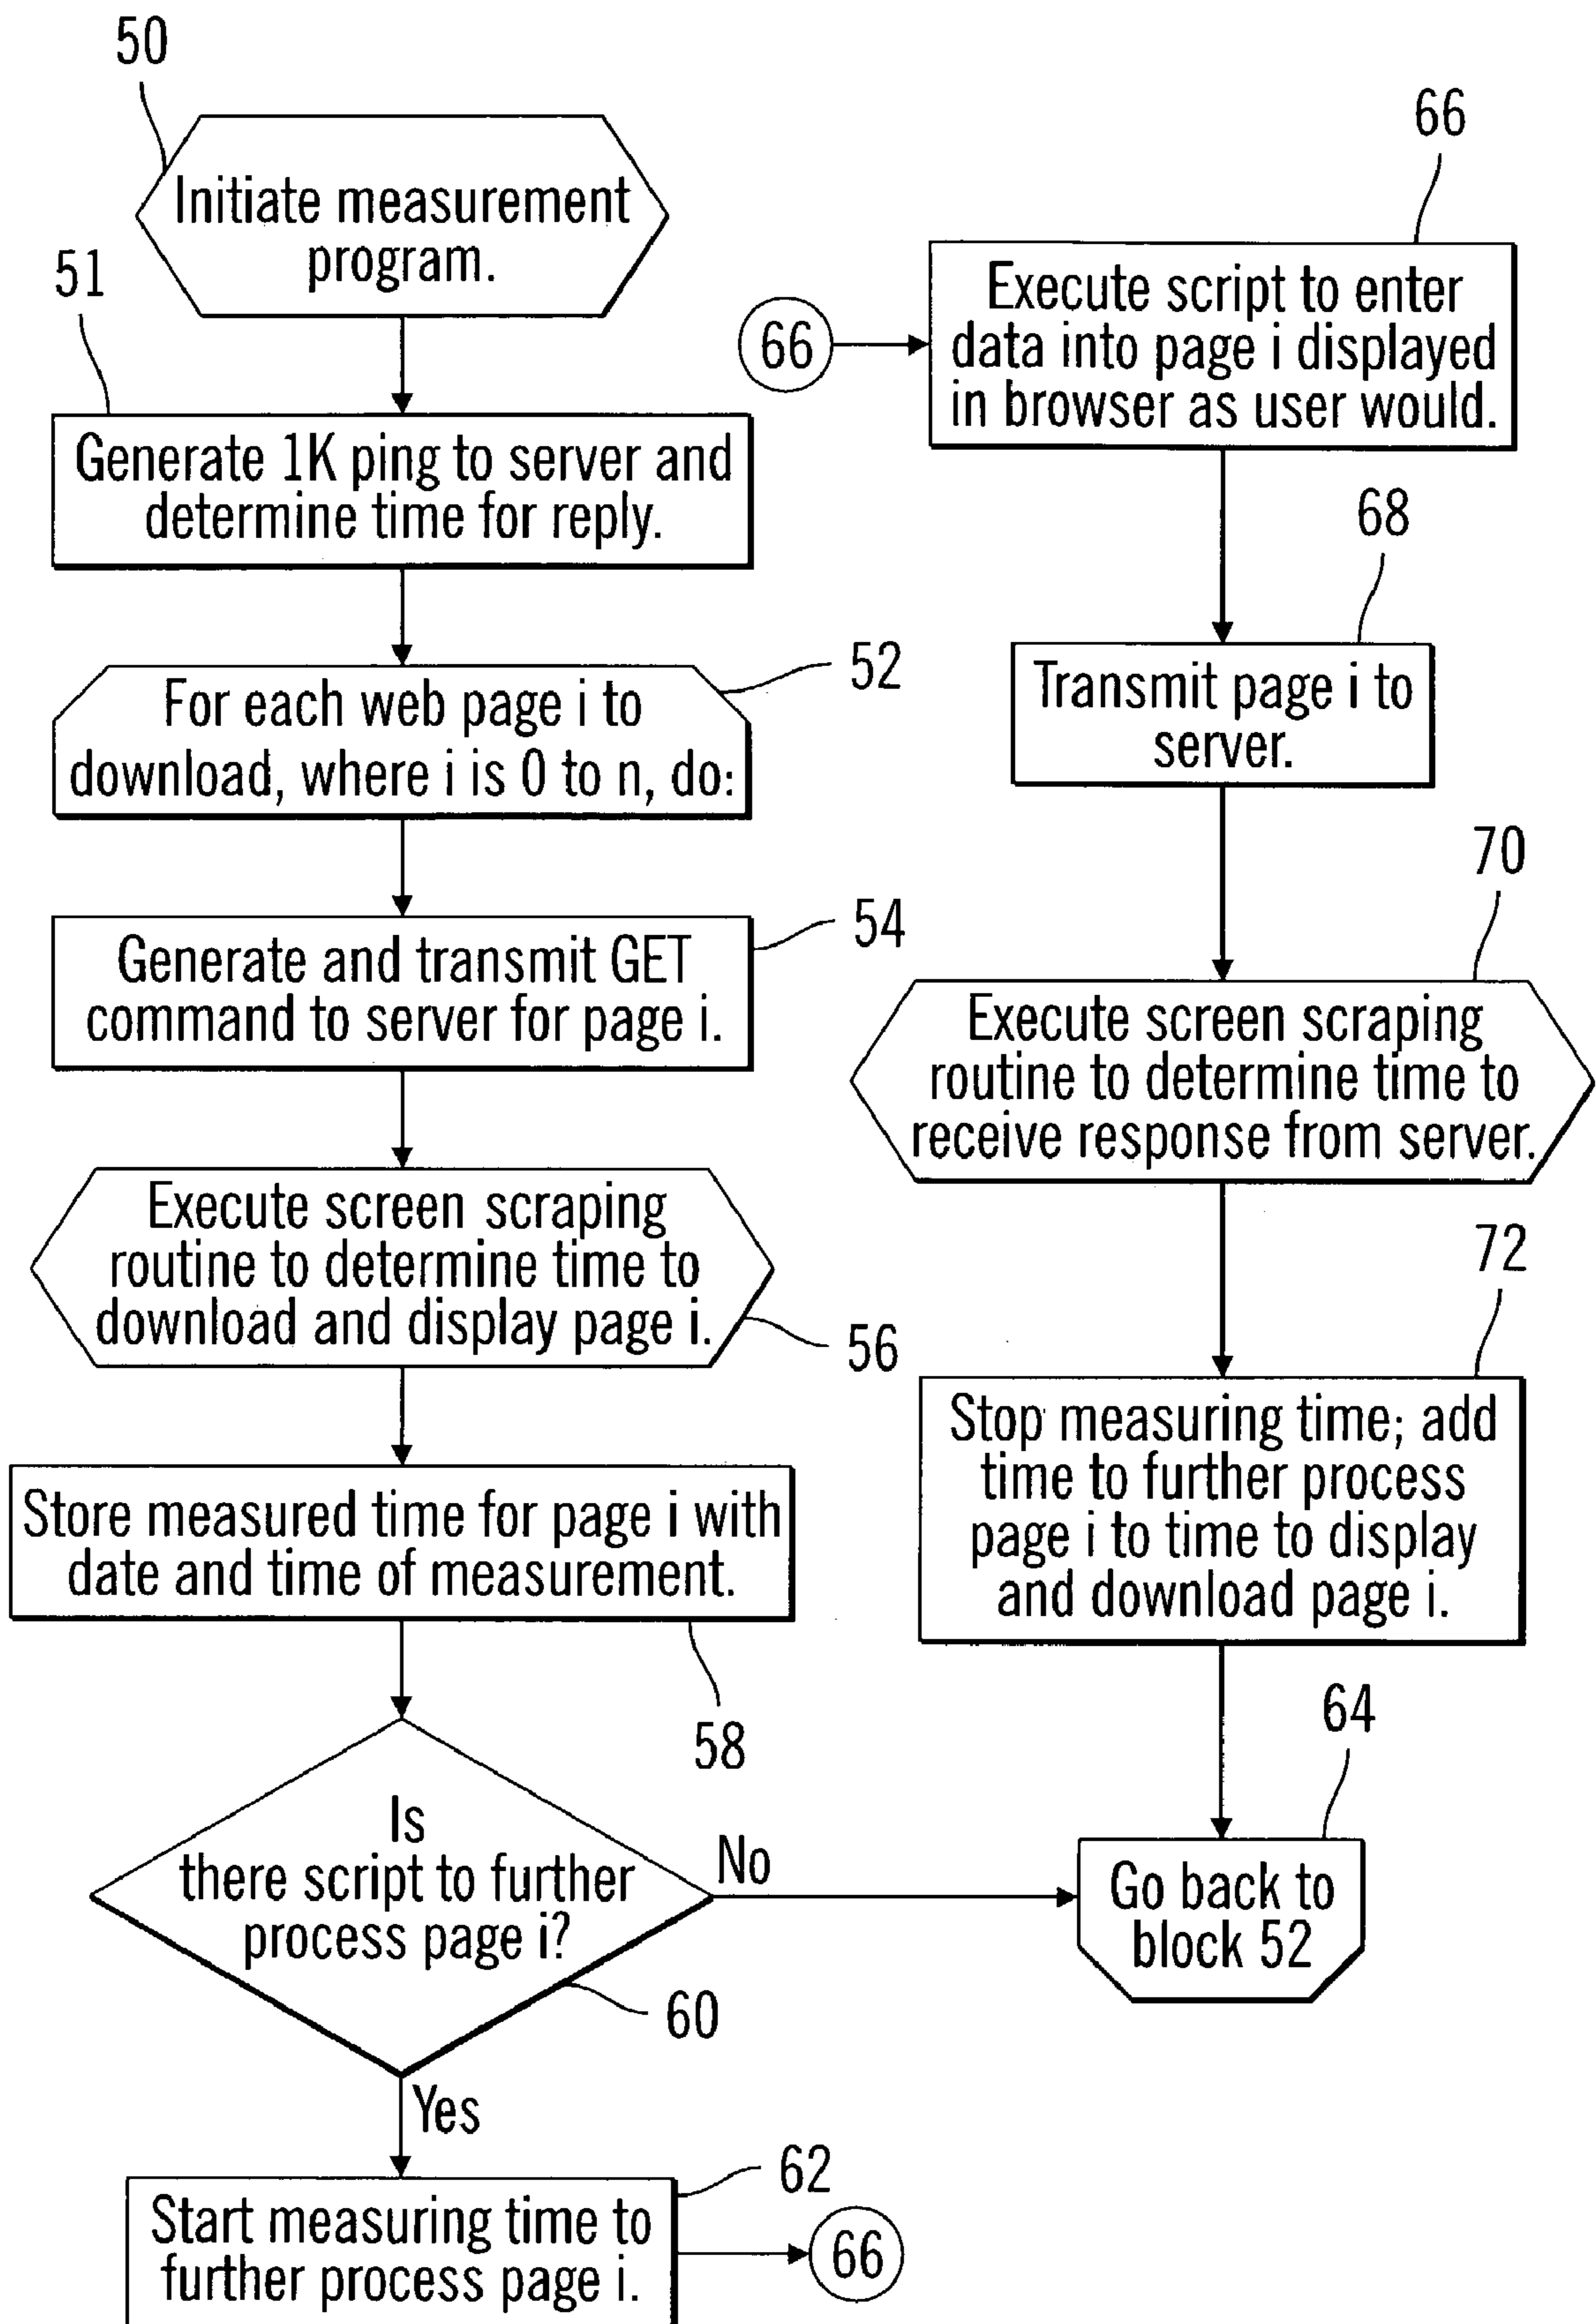 50
Initiate measurement
program.
51
Generate 1K ping to server and
determine time for reply.
52
For each web page i to
download, where i is 0 to n, do:
54
Generate and transmit GET
command to server for page i.
Execute screen scraping
routine to determine time to
download and display page i.
56
Store measured time for page i with
date and time of measurement.
58
Is
there script to further
process page i?
No
60
Yes
62
Start measuring time to
further process page i.
66
66
66
Execute script to enter
data into page i displayed
in browser as user would.
68
Transmit page i to
server.
70
Execute screen scraping
routine to determine time to
receive response from server.
72
Stop measuring time; add
time to further process
page i to time to display
and download page i.
64
Go back to
block 52